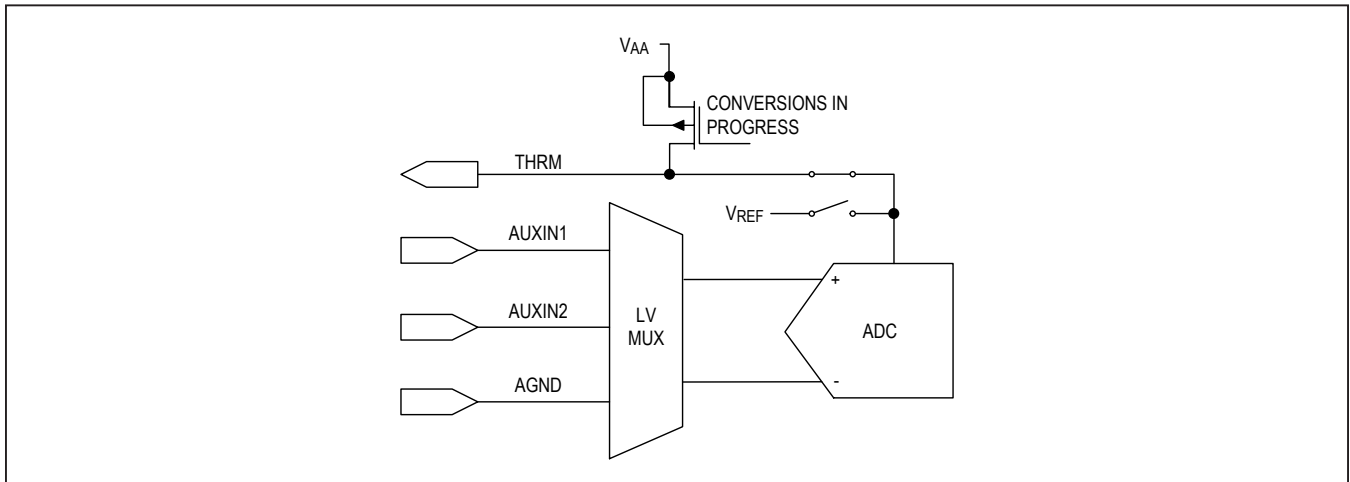 VAA
CONVERSIONS IN
PROGRESS
THRM
VREF
AUXIN1
+
AUXIN2
LV
MUX
ADC
AGND
-